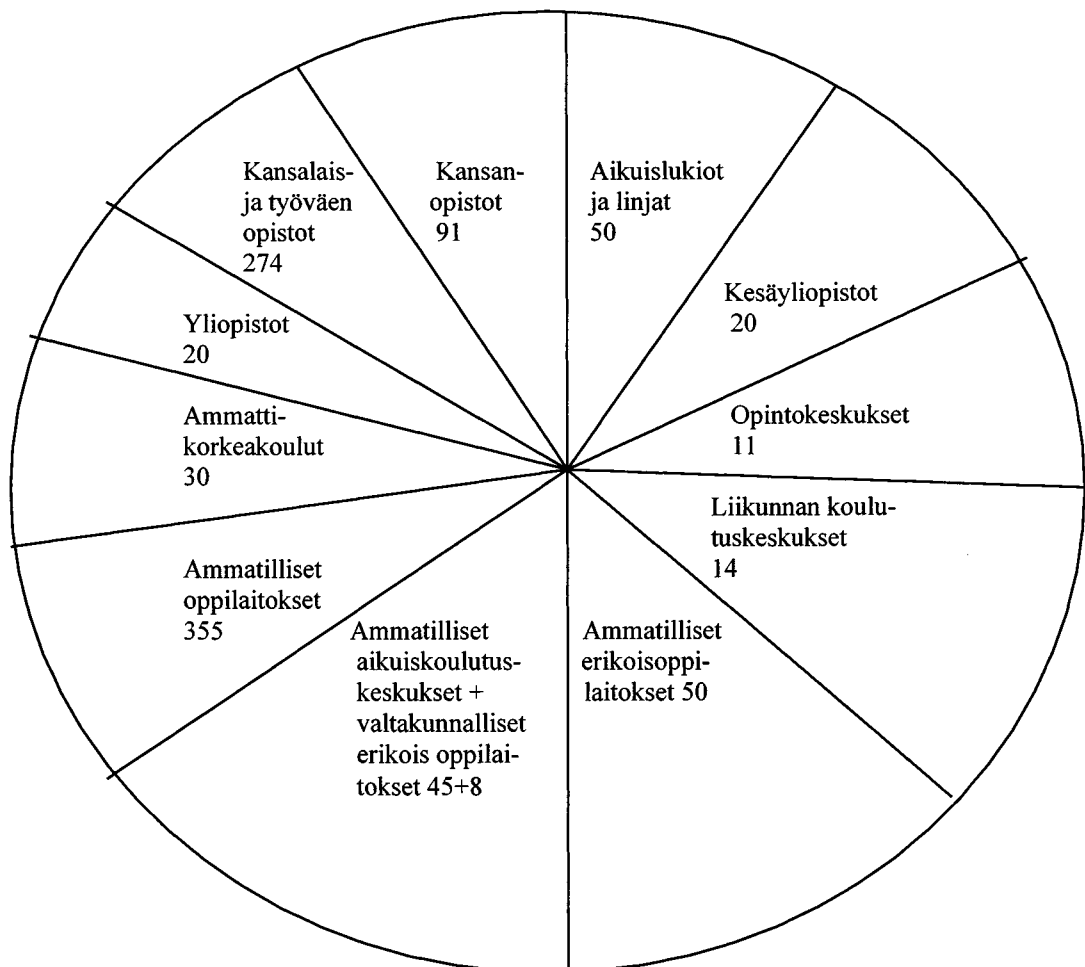 Kansalais-
ja työväen
opistot
274
Kansan-
opistot
91
Aikuislukiot
ja linjat
50
Kesäyliopistot
20
Yliopistot
20
Opintokeskukset
11
Ammatti-
korkeakoulut
30
Liikunnan koulu-
tuskeskukset
14
Ammatilliset
oppilaitokset
355
Ammatilliset
aikuiskoulutus-
keskukset +
valtakunnalliset
erikois oppilai-
tokset 45+8
Ammatilliset
erikoisoppi-
laitokset 50